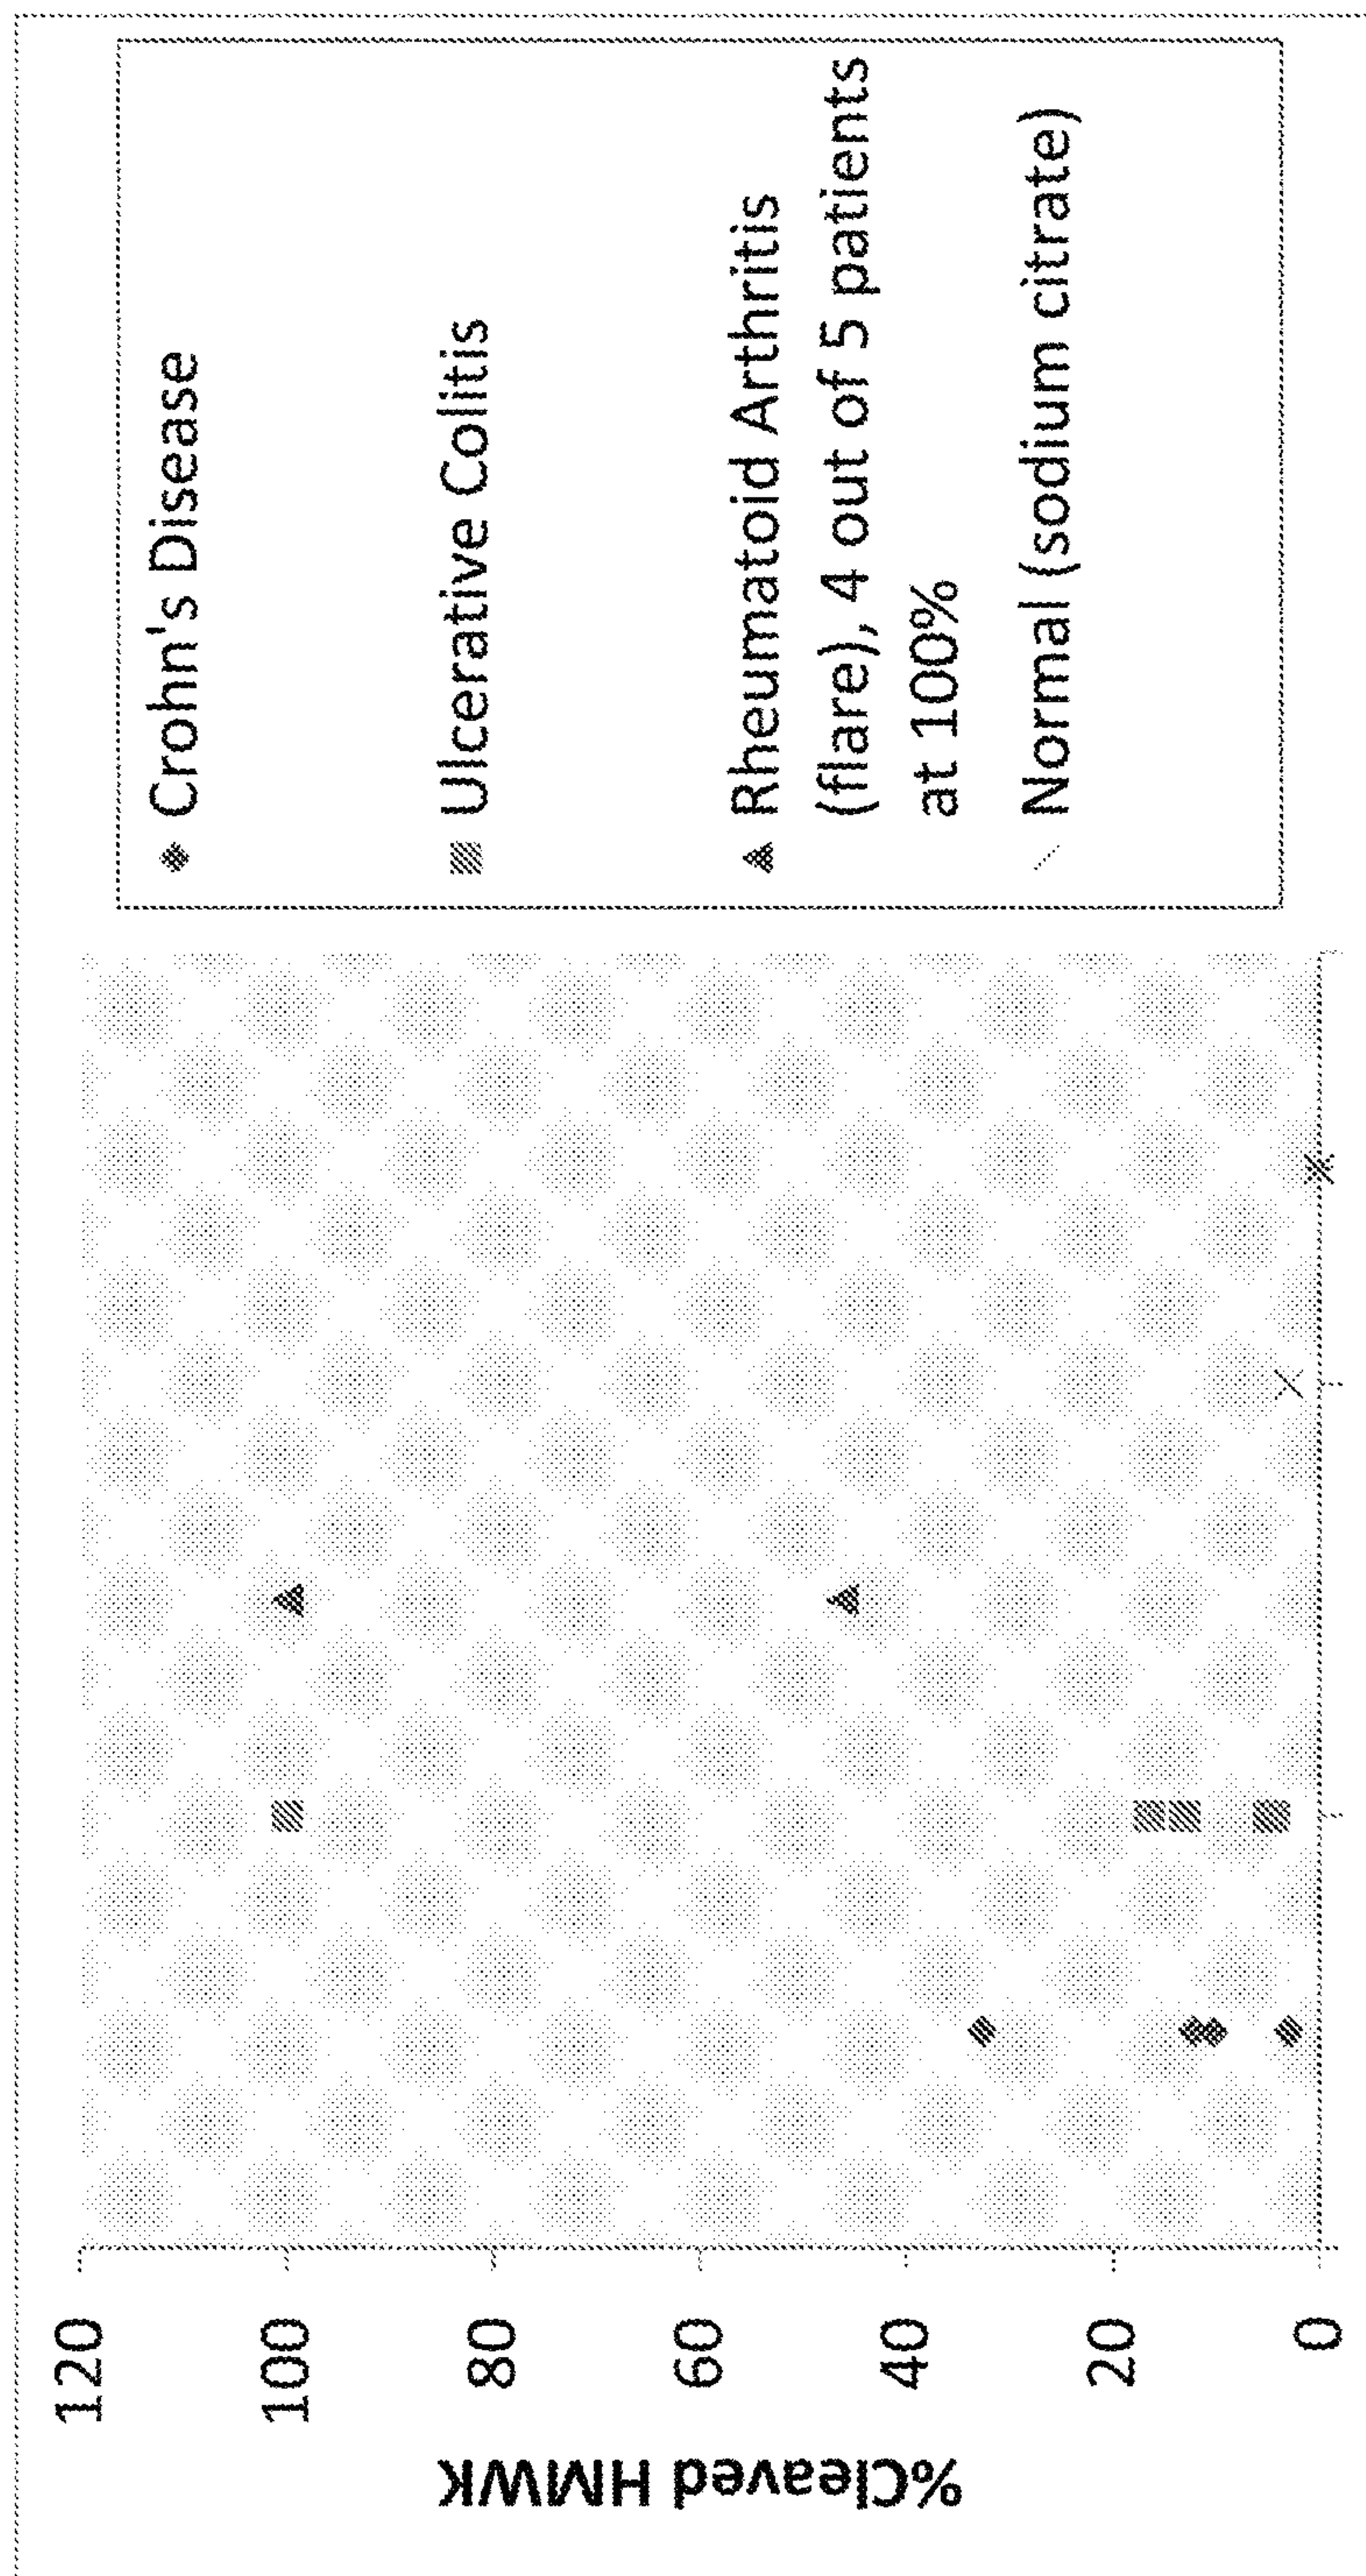 %Cleaved HMWK
120
100
80
60
40
20
0
Crohn's Disease
Ulcerative Colitis
Rheumatoid Arthritis
(flare), 4 out of 5 patients
at 100%
Normal (sodium citrate)